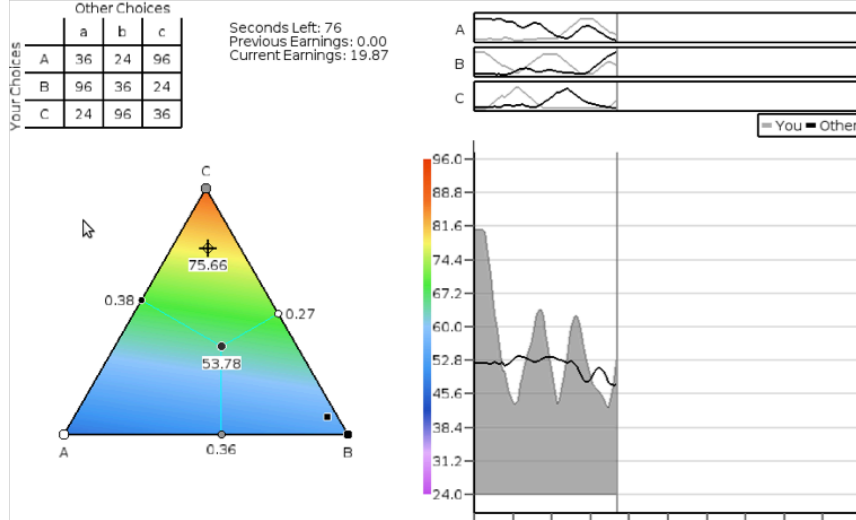 Other Choices
Your Choices
a b c
A 36 24 96
B 96 36 24
C 24 96 36
Seconds Left: 76
Previous Earnings: 0.00
Current Earnings: 19.87
A
B
C
You Other
C
75.66
0.38
0.27
53.78
A
0.36
B
96.0
88.8
81.6
74.4
67.2
60.0
52.8
45.6
38.4
31.2
24.0